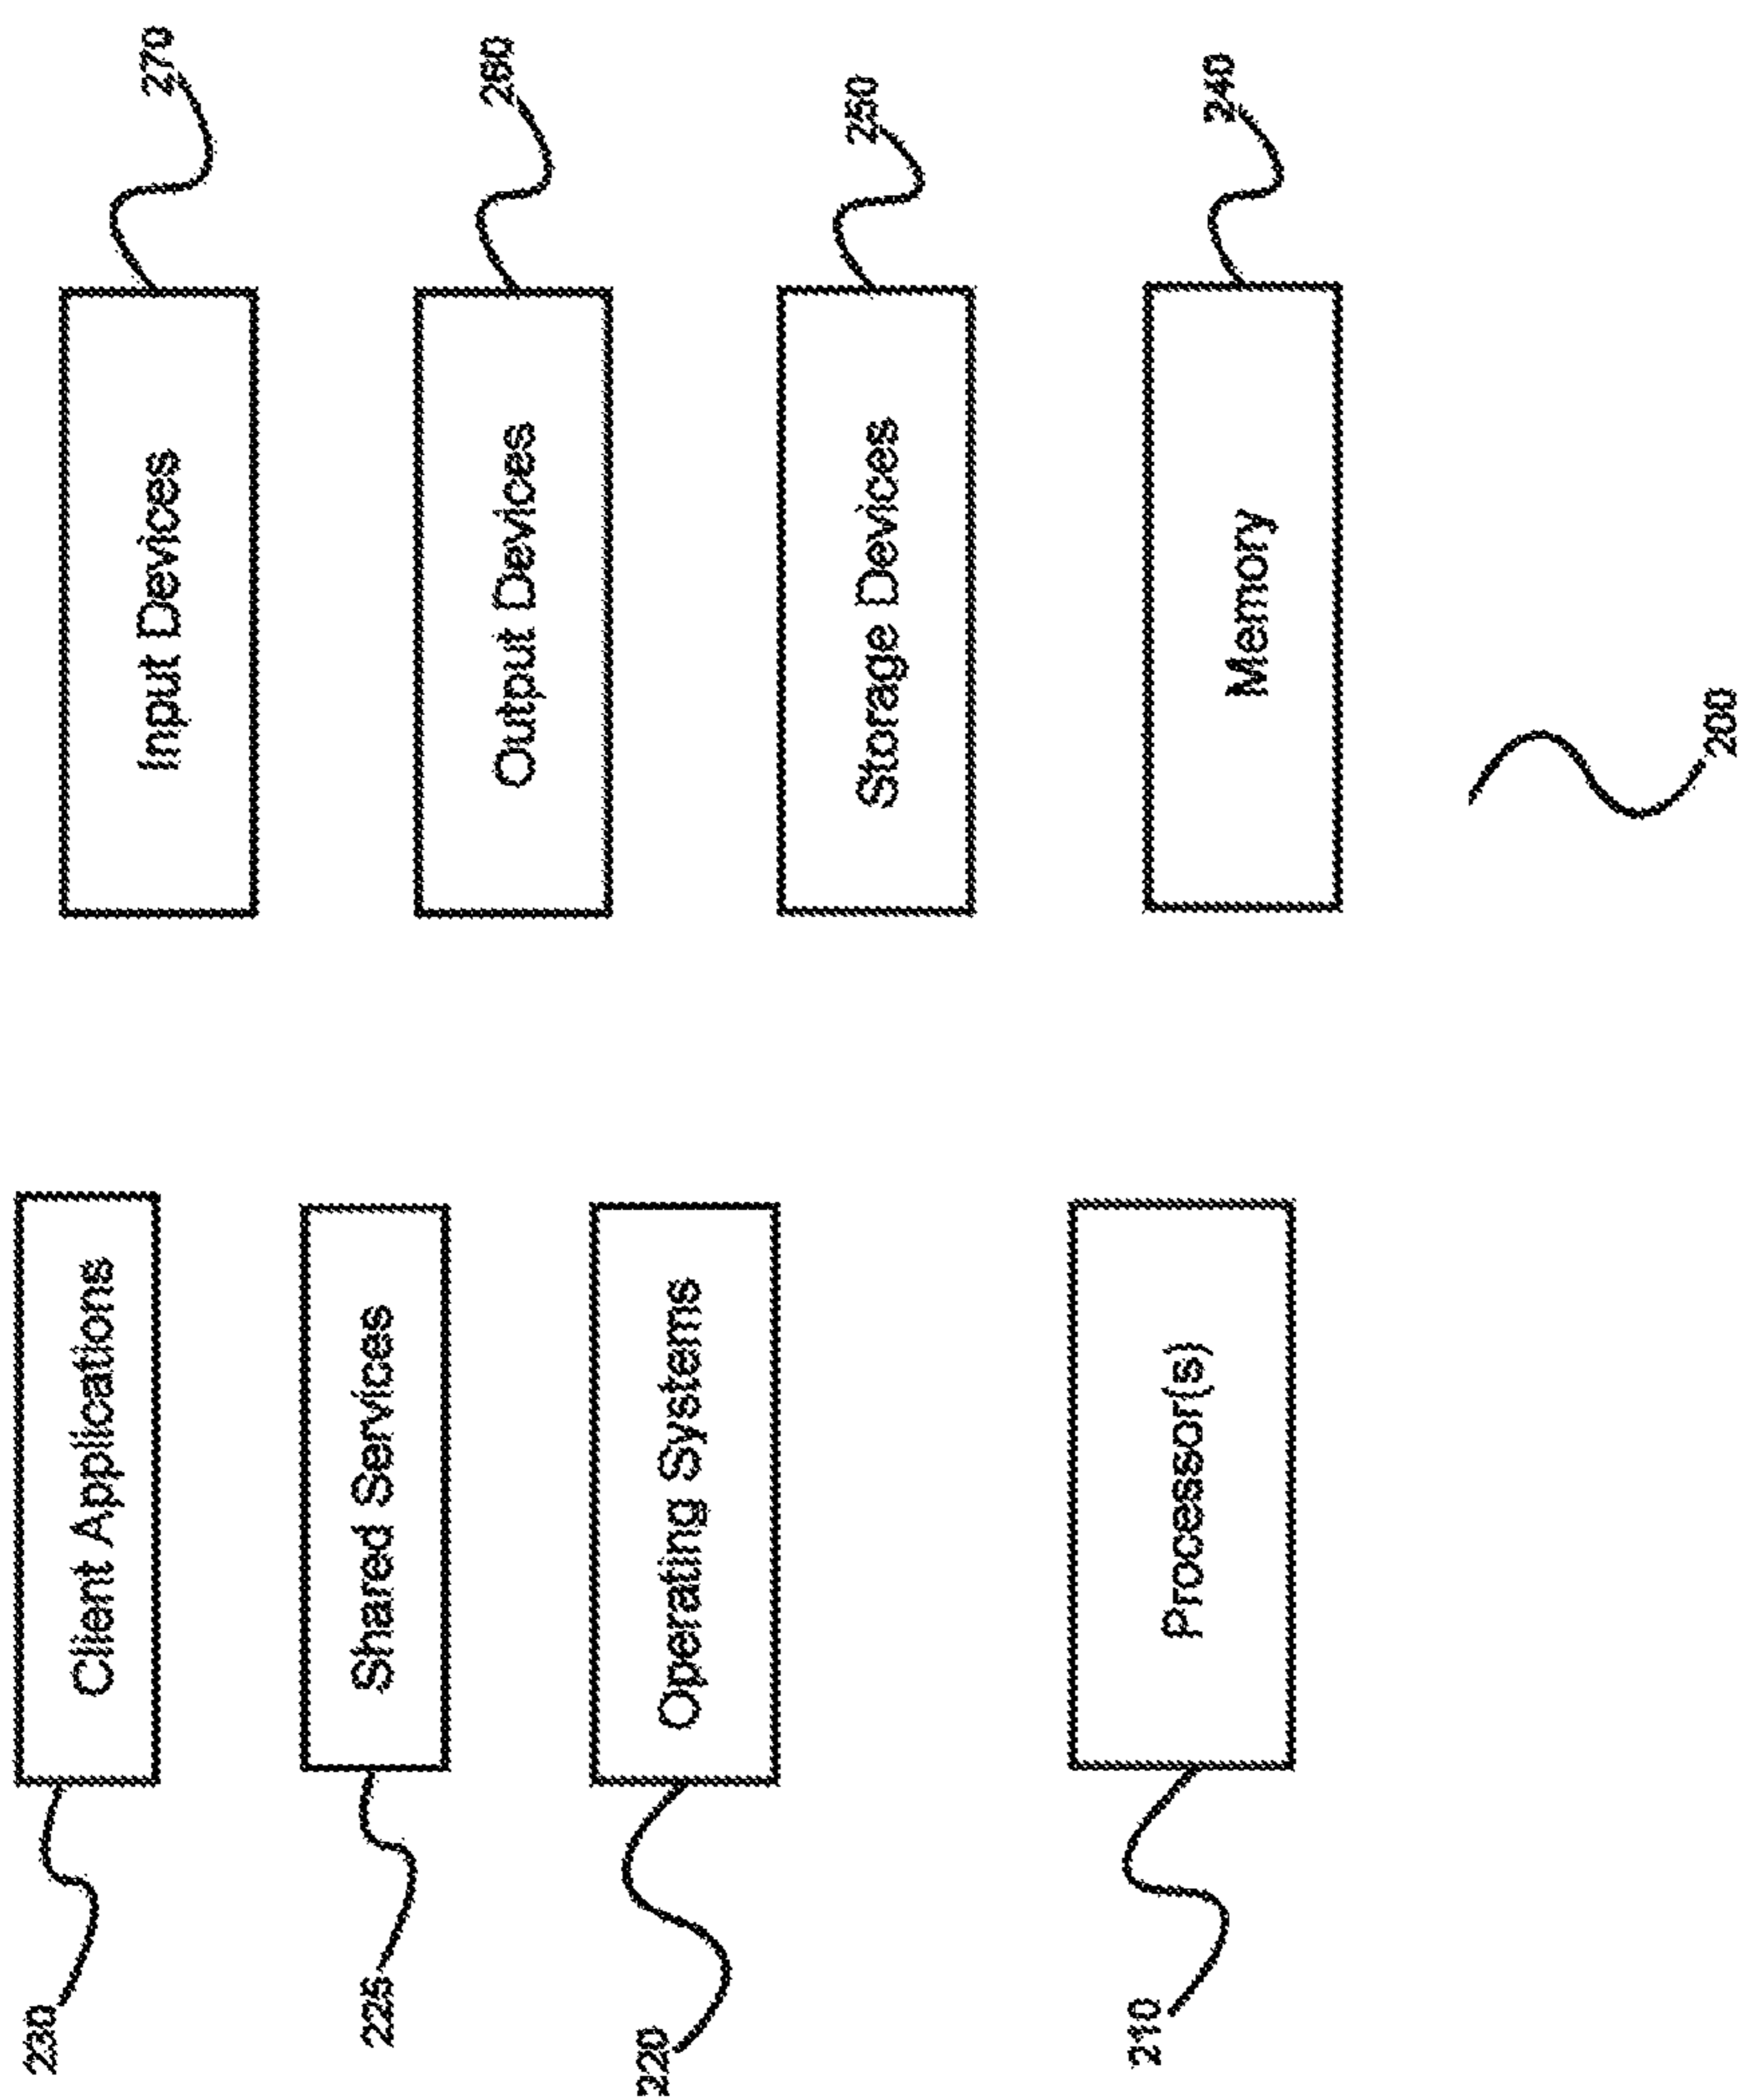 230
Client Applications
Input Devices
270
225
Shared Services
Output Devices
260
220
Operating Systems
Storage Devices
250
210
Processor(s)
Memory
240
200